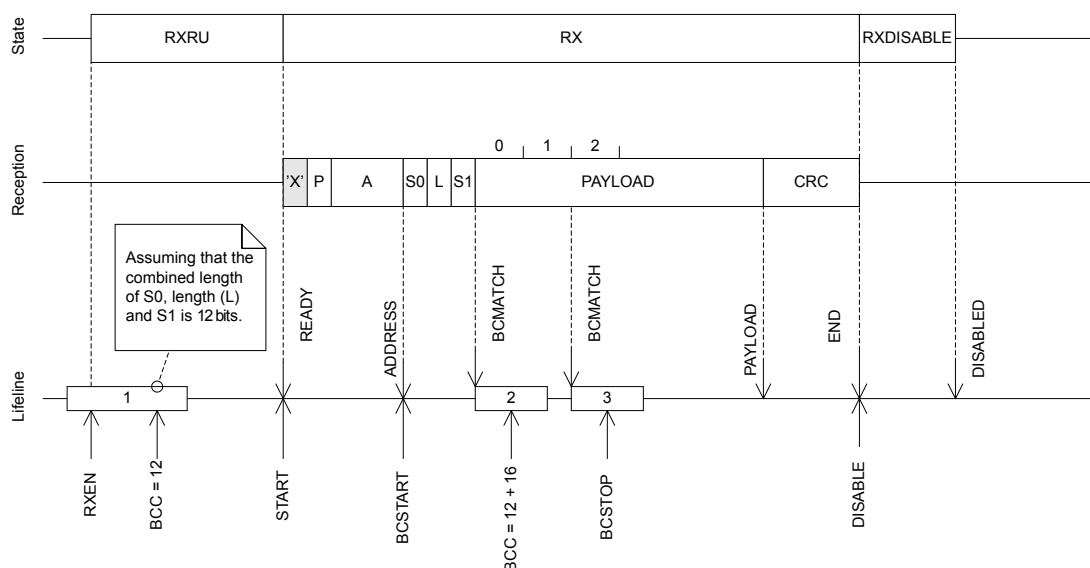 State
RXRU
RX
RXDISABLE
0
1
2
Reception
'X'
P
A
S0
L
S1
PAYLOAD
CRC
Assuming that the
combined length
of S0, length (L)
and S1 is 12 bits.
READY
ADDRESS
BCMATCH
BCMATCH
PAYLOAD
END
DISABLED
Lifeline
1
2
3
RXEN
BCC = 12
START
BCSTART
BCC = 12 + 16
BCSTOP
DISABLE